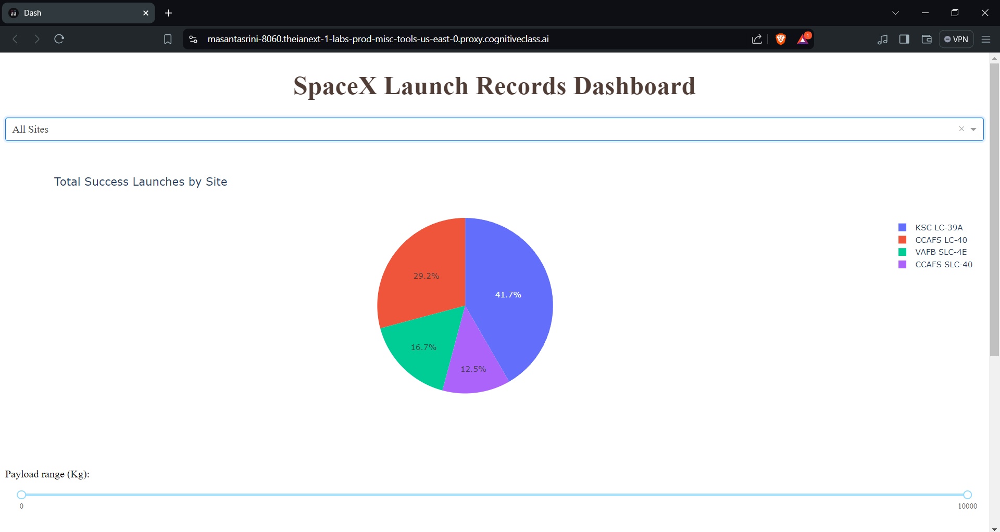 Dash
masantasrini-8060.theianext-1-labs-prod-misc-tools-us-east-0.proxy.cognitiveclass.ai
1
VPN
SpaceX Launch Records Dashboard
All Sites
Total Success Launches by Site
KSC LC-39A
CCAFS LC-40
VAFB SLC-4E
CCAFS SLC-40
29.2%
41.7%
16.7%
12.5%
Payload range (Kg):
0
10000